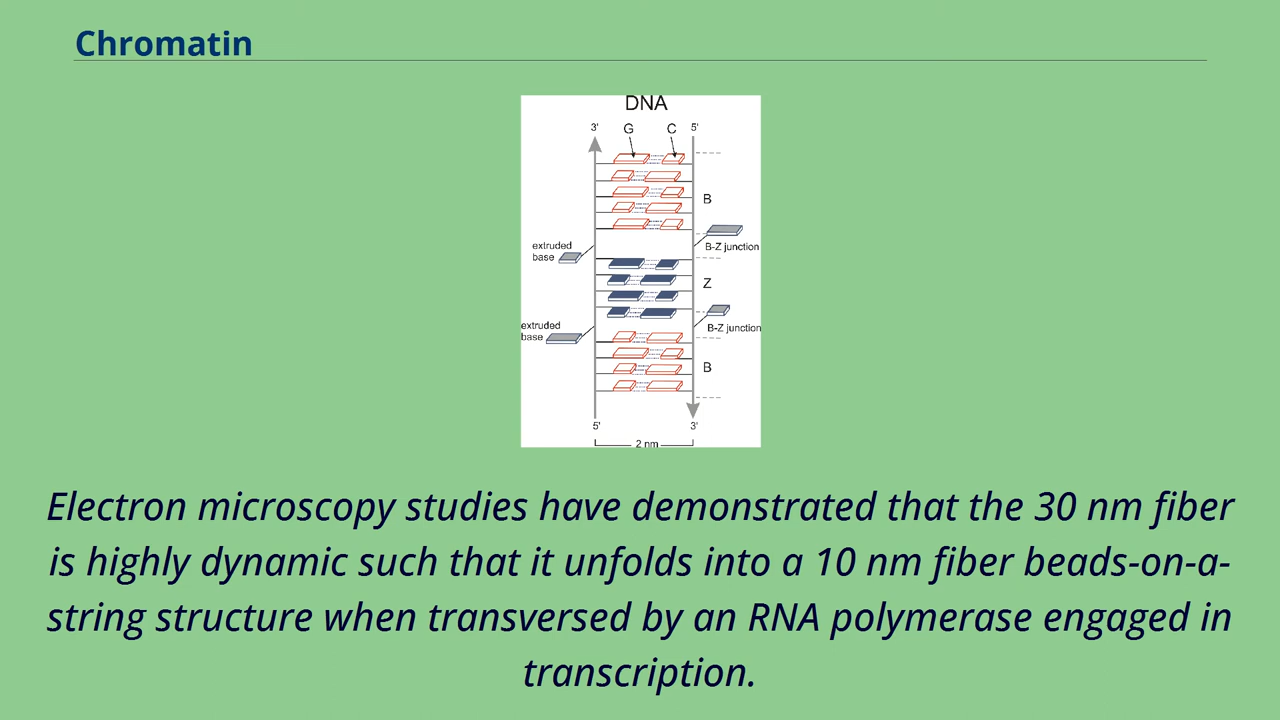 Chromatin
DNA
3' G C 5'
B
extruded
base
B-Z junction
Z
extruded
base
B-Z junction
B
5' 3'
2 nm
Electron microscopy studies have demonstrated that the 30 nm fiber
is highly dynamic such that it unfolds into a 10 nm fiber beads-on-a-
string structure when transversed by an RNA polymerase engaged in
transcription.